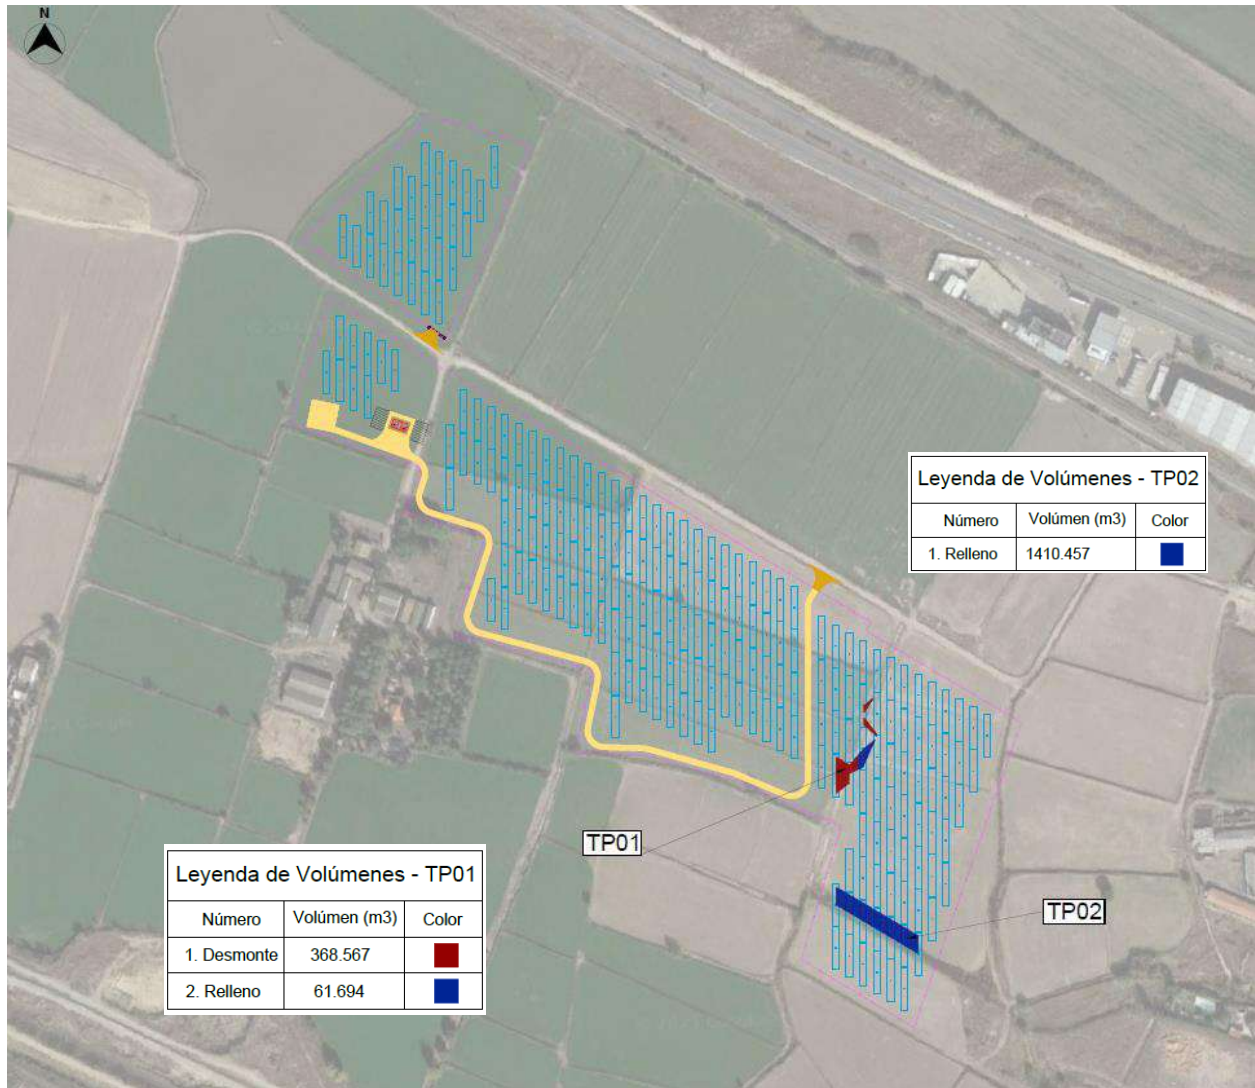 N
Leyenda de Volúmenes - TP02
Número Volúmen (m3) Color
1. Relleno 1410.457
TP01
Leyenda de Volúmenes - TP01
Número Volúmen (m3) Color
1. Desmonte 368.567
2. Relleno 61.694
TP02